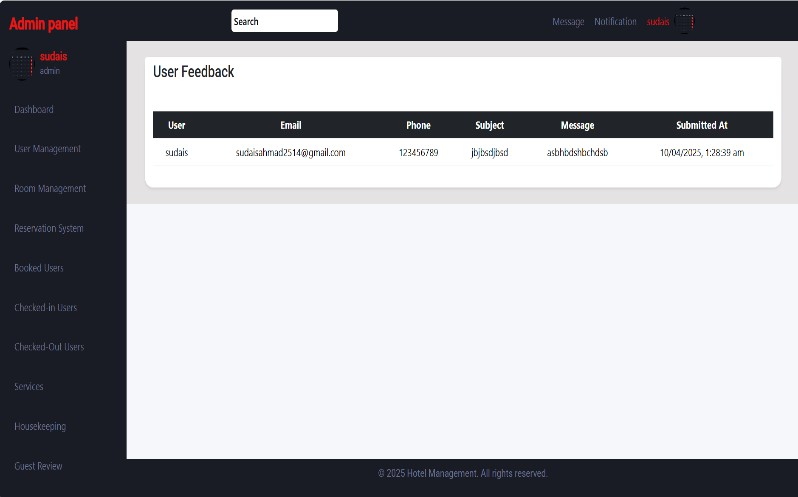 Admin panel
Search
Message Notification sudais
sudais
admin
Dashboard
User Management
Room Management
Reservation System
Booked Users
Checked-in Users
Checked-Out Users
Services
Housekeeping
Guest Review
User Feedback
User Email Phone Subject Message Submitted At
sudais sudaisahmad2514@gmail.com 123456789 jbjbsdjbsd asbhbdshbchdsb 10/04/2025, 1:28:39 am
© 2025 Hotel Management. All rights reserved.